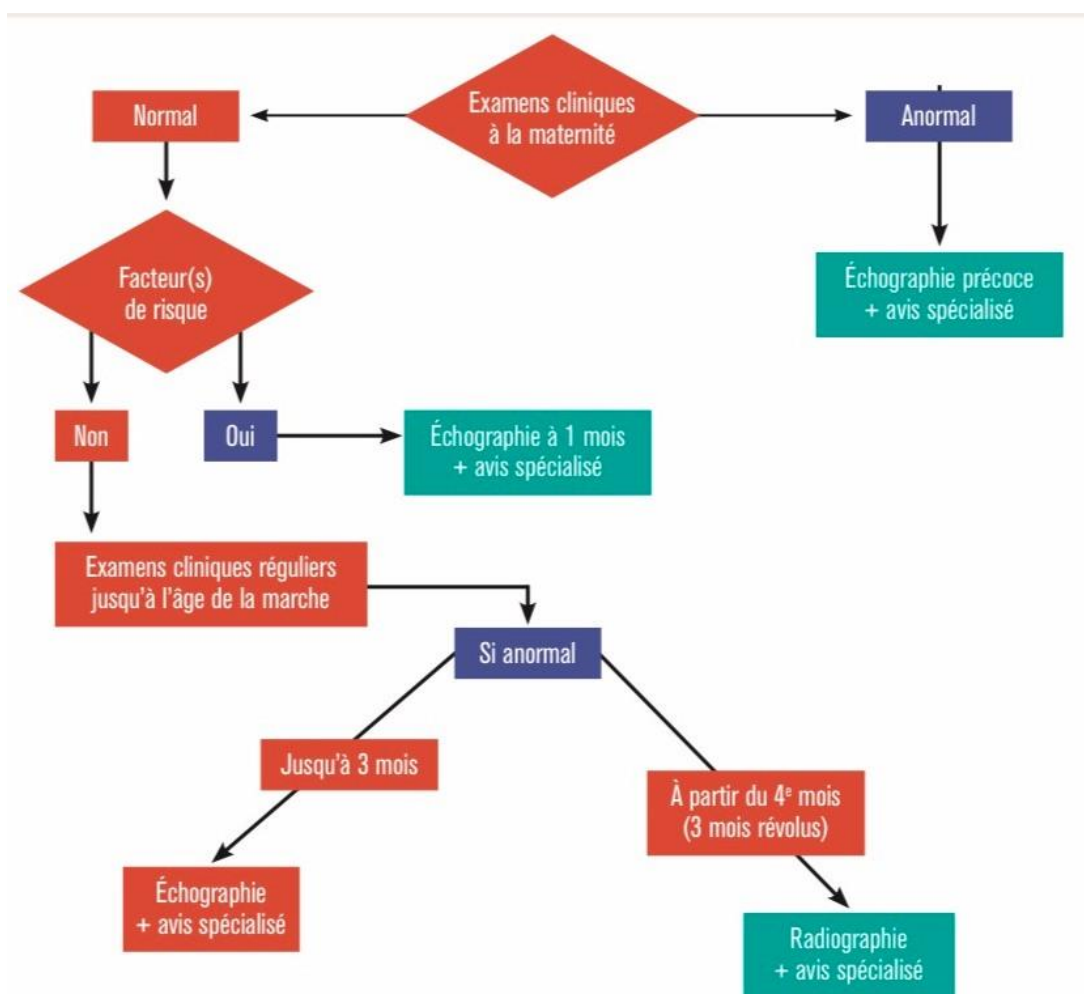 Normal
Examens cliniques
à la maternité
Anormal
Facteur(s)
de risque
Échographie précoce
+ avis spécialisé
Non
Oui
Échographie à 1 mois
+ avis spécialisé
Examens cliniques réguliers
jusqu'à l'âge de la marche
Si anormal
Jusqu'à 3 mois
À partir du 4e mois
(3 mois révolus)
Échographie
+ avis spécialisé
Radiographie
+ avis spécialisé